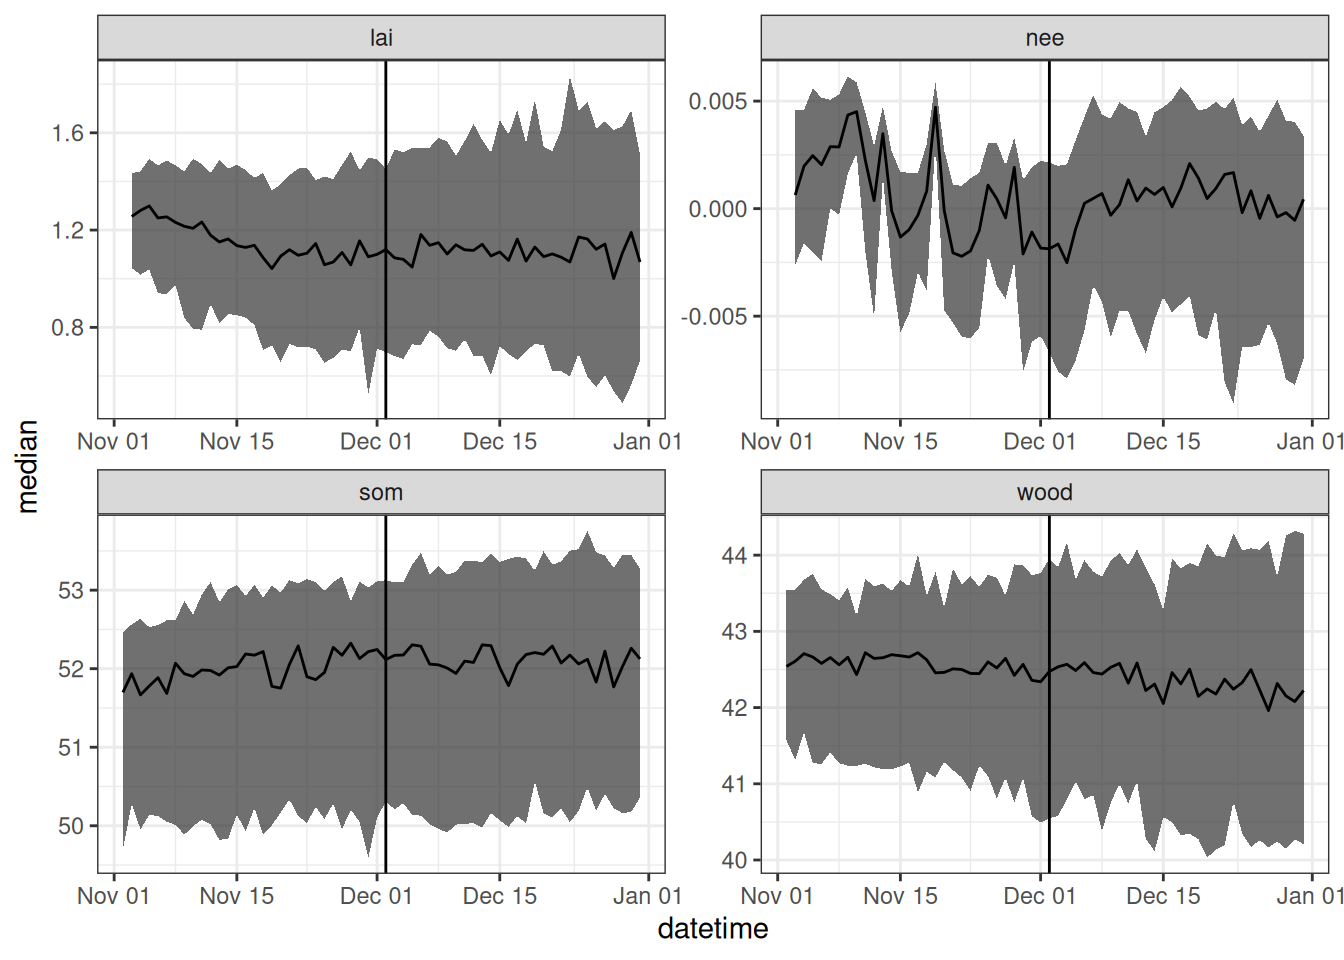 lai
nee
1.6
1.2
0.8
0.005
0.000
-0.005
Nov 01 Nov 15 Dec 01 Dec 15 Jan 01
Nov 01 Nov 15 Dec 01 Dec 15 Jan 01
median
som
wood
53
52
51
50
44
43
42
41
40
Nov 01 Nov 15 Dec 01 Dec 15 Jan 01
Nov 01 Nov 15 Dec 01 Dec 15 Jan 01
datetime